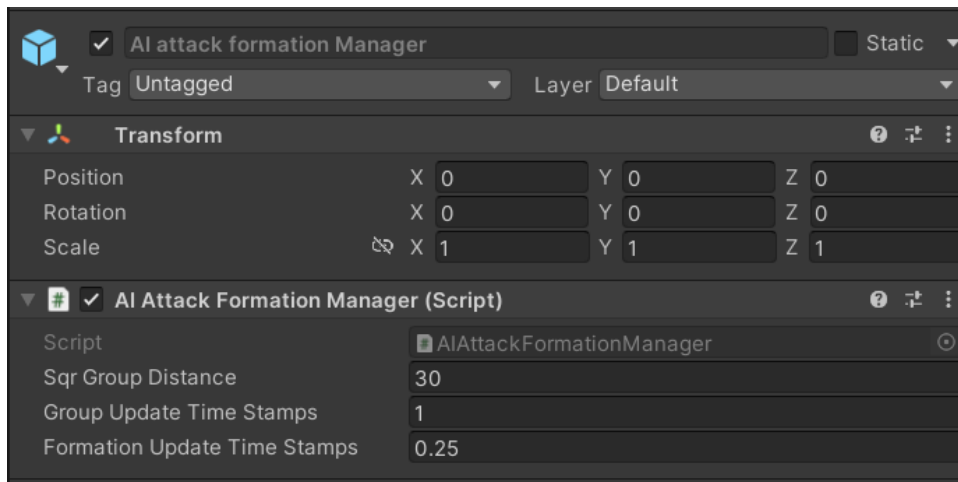 AI attack formation Manager Static
Tag Untagged Layer Default
Transform
Position X 0 Y 0 Z 0
Rotation X 0 Y 0 Z 0
Scale X 1 Y 1 Z 1
# AI Attack Formation Manager (Script)
Script # AIAttackFormationManager
Sqr Group Distance 30
Group Update Time Stamps 1
Formation Update Time Stamps 0.25